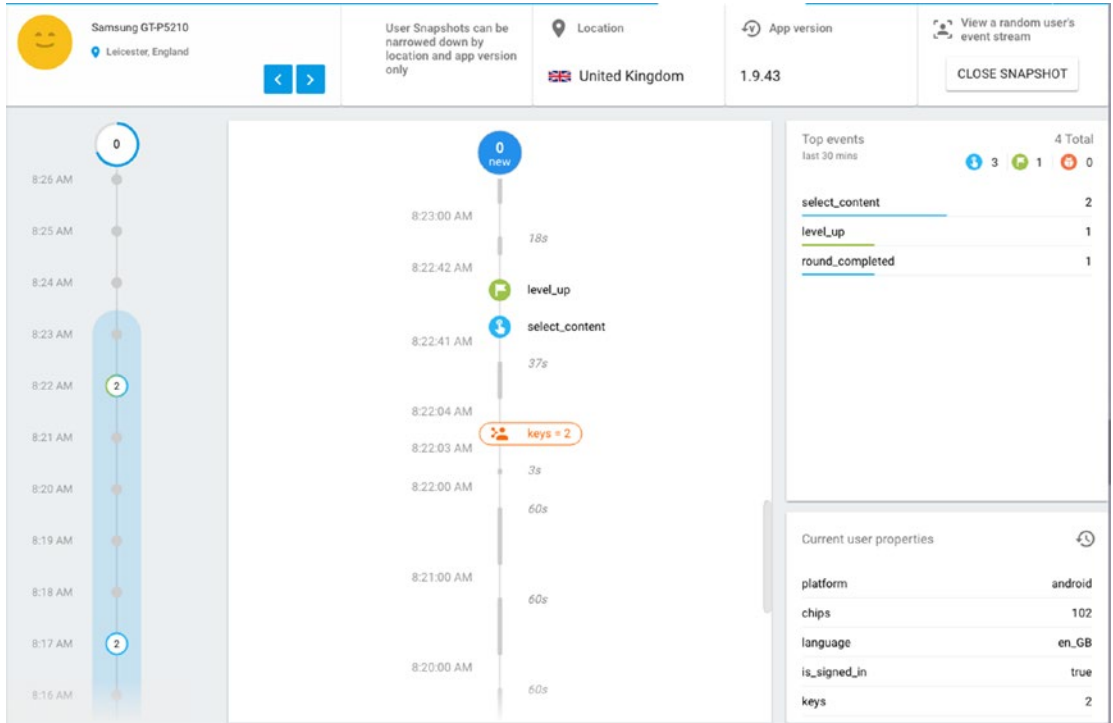 Samsung GT-P5210
Leicester, England
User Snapshots can be
narrowed down by
location and app version
only
Location
United Kingdom
App version
1.9.43
View a random user's
event stream
CLOSE SNAPSHOT
0
8:26 AM
8:25 AM
8:24 AM
8:23 AM
8:22 AM
2
8:21 AM
8:20 AM
8:19 AM
8:18 AM
8:17 AM
2
8:16 AM
0
new
8:23:00 AM
18s
8:22:42 AM
level_up
select_content
8:22:41 AM
37s
8:22:04 AM
keys = 2
8:22:03 AM
3s
8:22:00 AM
60s
8:21:00 AM
60s
8:20:00 AM
60s
Top events
4 Total
last 30 mins
3 1 0
select_content 2
level_up 1
round_completed 1
Current user properties
platform android
chips 102
language en_GB
is_signed_in true
keys 2